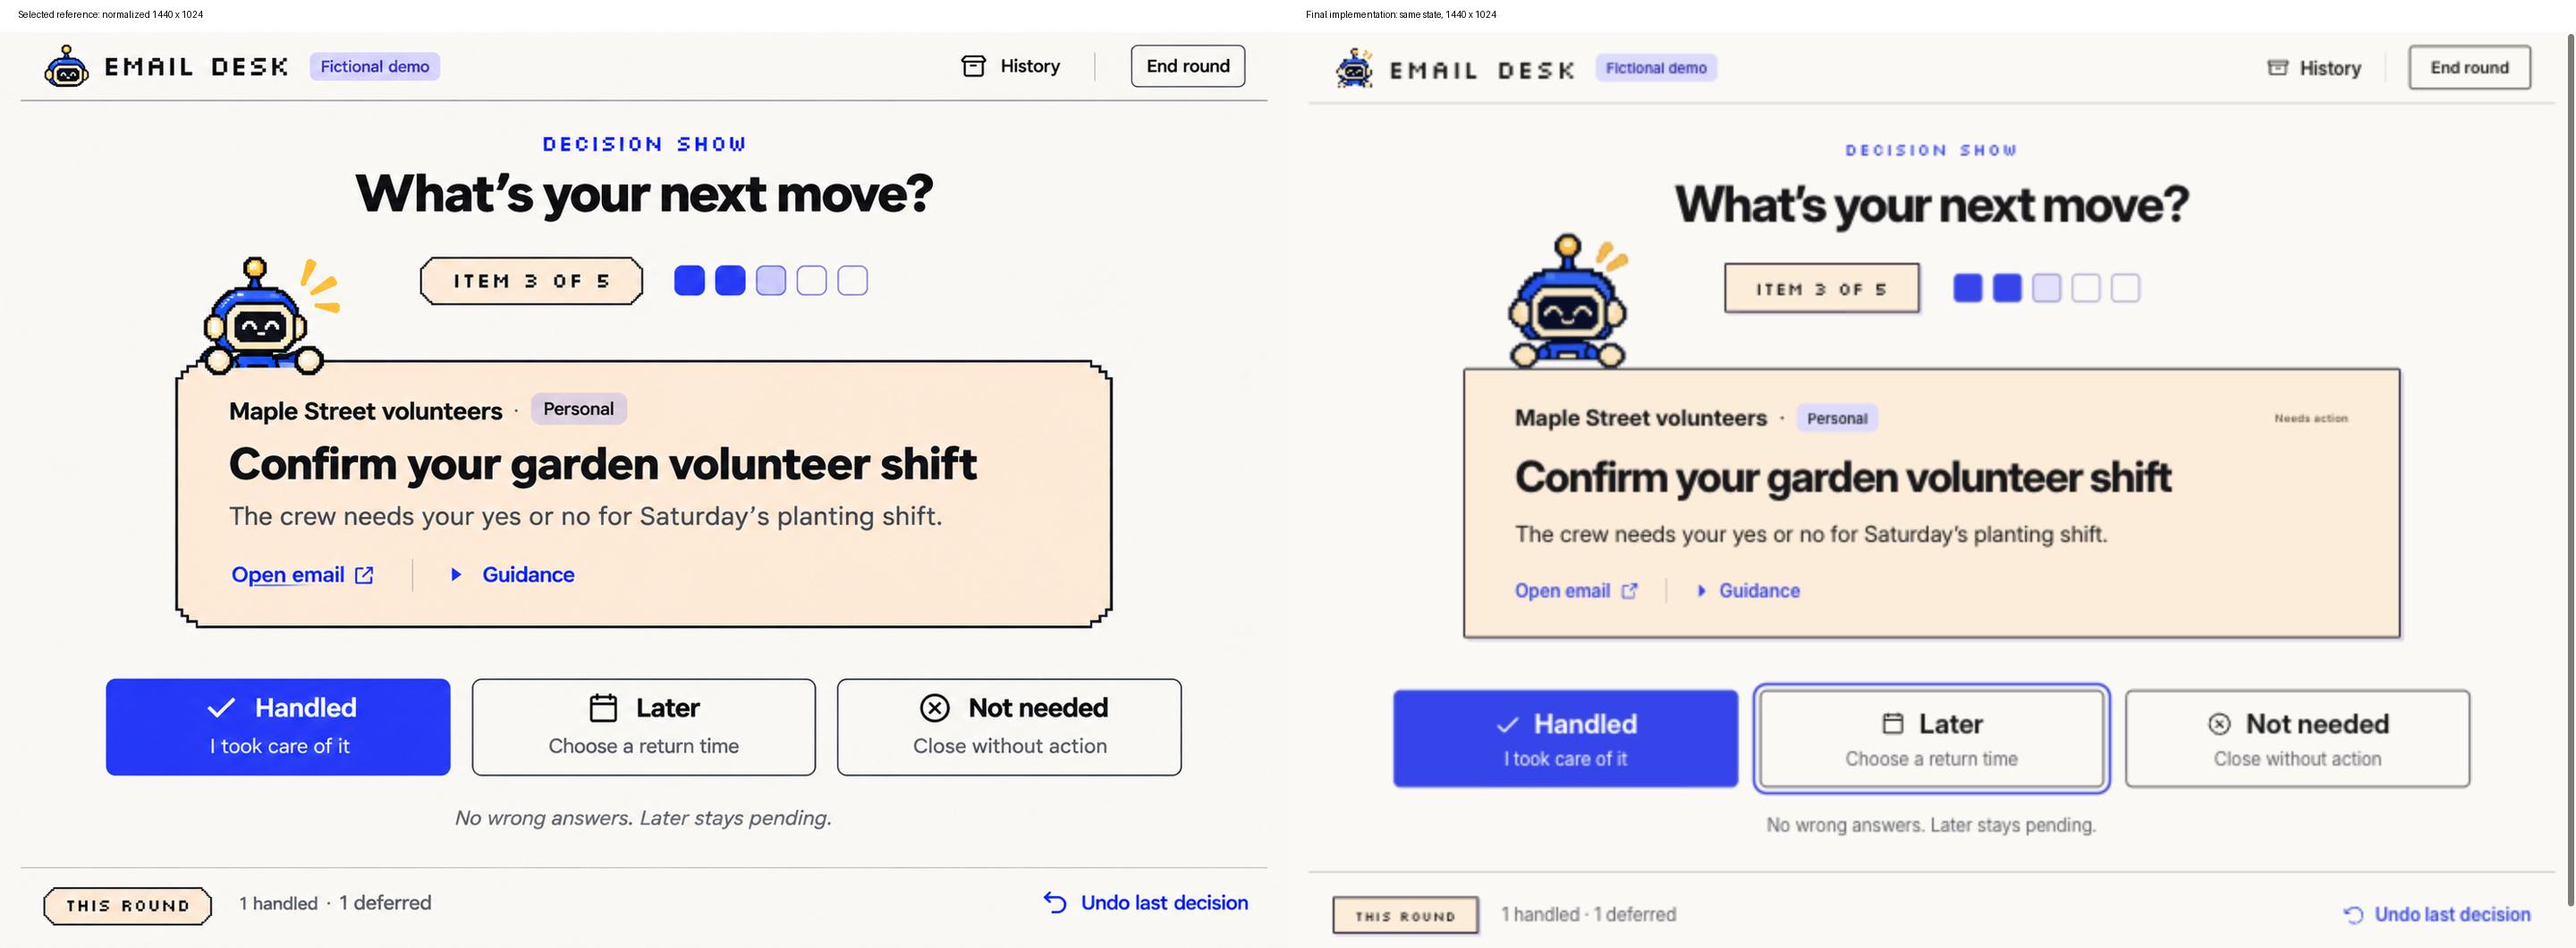 Selected reference: normalized 1440 x 1024
EMAIL DESK
Fictional demo
History
End round
DECISION SHOW
What’s your next move?
ITEM 3 OF 5
Maple Street volunteers · Personal
Confirm your garden volunteer shift
The crew needs your yes or no for Saturday’s planting shift.
Open email
Guidance
Handled
I took care of it
Later
Choose a return time
Not needed
Close without action
No wrong answers. Later stays pending.
THIS ROUND
1 handled · 1 deferred
Undo last decision
Final implementation: same state, 1440 x 1024
EMAIL DESK
Fictional demo
History
End round
DECISION SHOW
What’s your next move?
ITEM 3 OF 5
Maple Street volunteers · Personal
Needs action
Confirm your garden volunteer shift
The crew needs your yes or no for Saturday’s planting shift.
Open email
Guidance
Handled
I took care of it
Later
Choose a return time
Not needed
Close without action
No wrong answers. Later stays pending.
THIS ROUND
1 handled · 1 deferred
Undo last decision